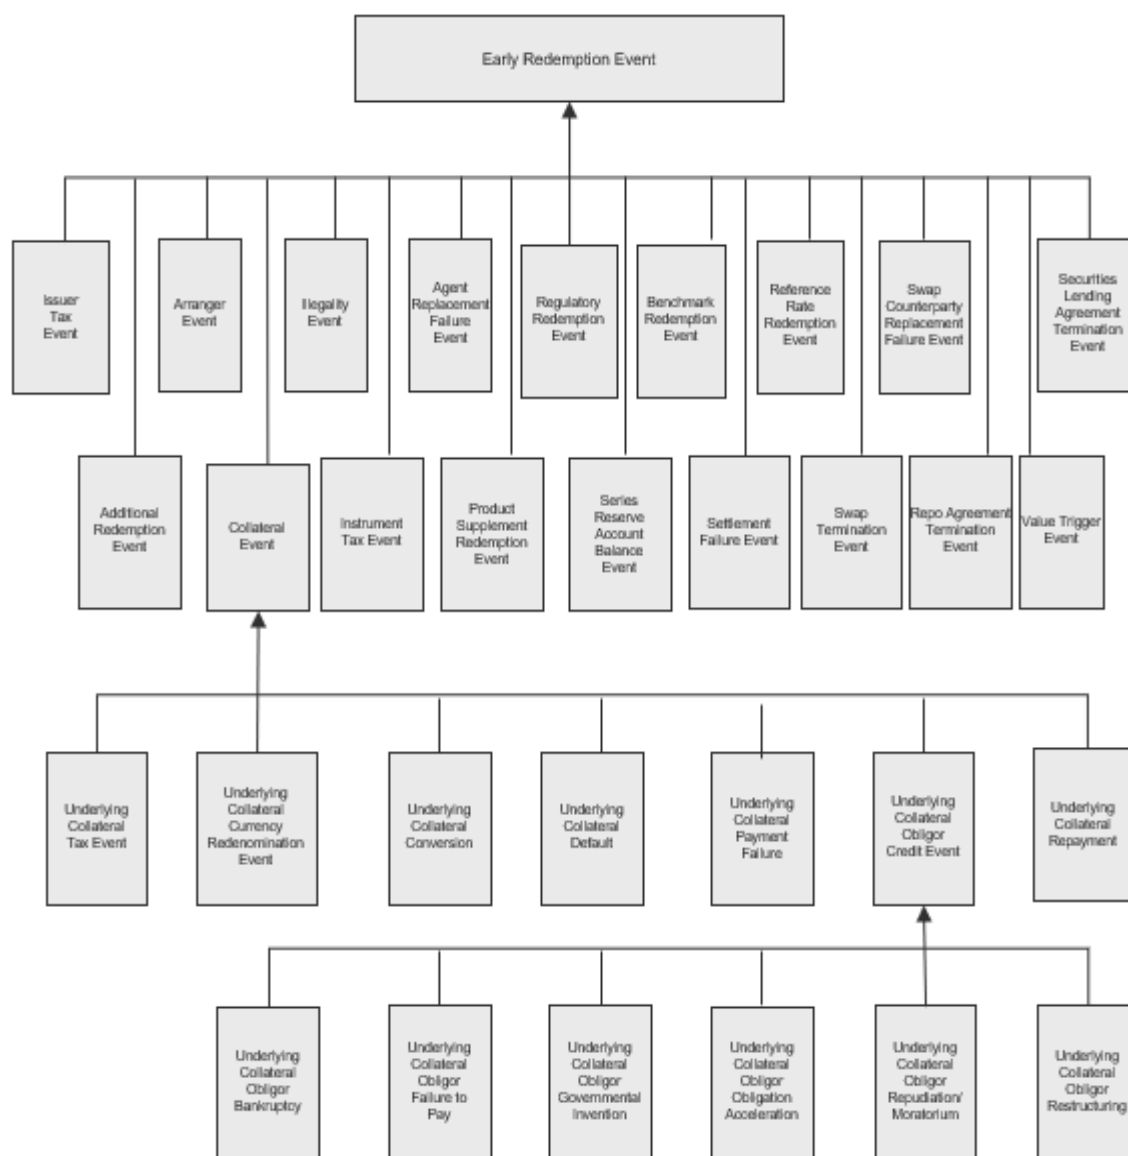 Early Redemption Event
Issuer
Tax
Event
Arranger
Event
Illegality
Event
Agent
Replacement
Failure
Event
Regulatory
Redemption
Event
Benchmark
Redemption
Event
Reference
Rate
Redemption
Event
Swap
Counterparty
Replacement
Failure Event
Securities
Lending
Agreement
Termination
Event
Additional
Redemption
Event
Collateral
Event
Instrument
Tax Event
Product
Supplement
Redemption
Event
Series
Reserve
Account
Balance
Event
Settlement
Failure Event
Swap
Termination
Event
Repo Agreement
Termination
Event
Value Trigger
Event
Underlying
Collateral
Tax Event
Underlying
Collateral
Currency
Redenomination
Event
Underlying
Collateral
Conversion
Underlying
Collateral
Default
Underlying
Collateral
Payment
Failure
Underlying
Collateral
Obligor
Credit Event
Underlying
Collateral
Repayment
Underlying
Collateral
Obligor
Bankruptcy
Underlying
Collateral
Obligor
Failure to
Pay
Underlying
Collateral
Obligor
Governmental
Invention
Underlying
Collateral
Obligor
Obligation
Acceleration
Underlying
Collateral
Obligor
Repudiation/
Moratorium
Underlying
Collateral
Obligor
Restructuring